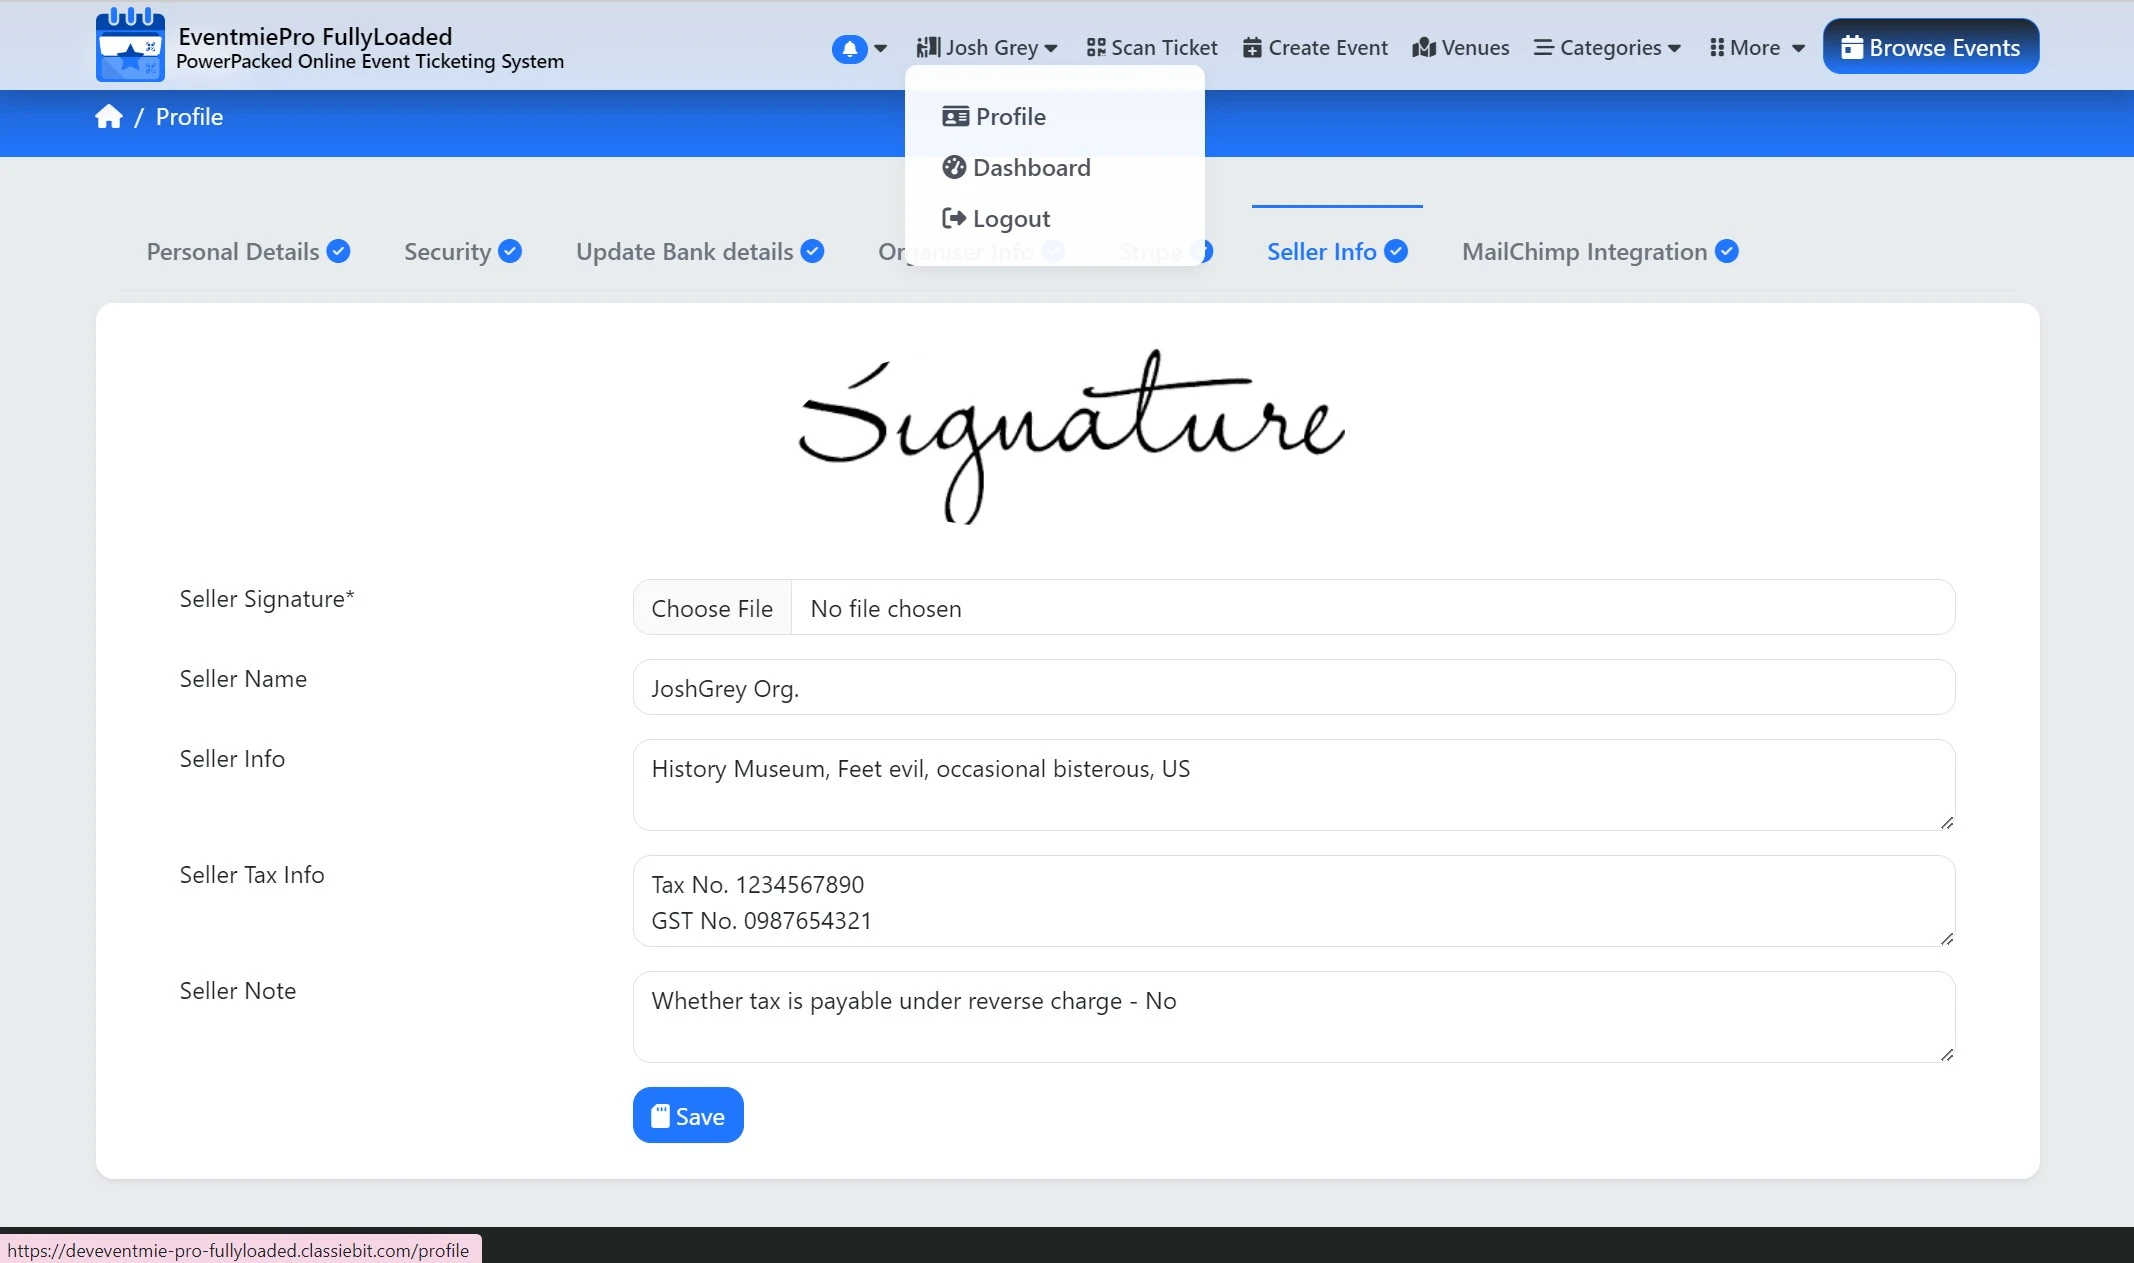 EventmiePro FullyLoaded
PowerPacked Online Event Ticketing System
Josh Grey
Scan Ticket
Create Event
Venues
Categories
More
Browse Events
/ Profile
Profile
Dashboard
Logout
Personal Details
Security
Update Bank details
Organiser Info
Stripe
Seller Info
MailChimp Integration
Signature
Seller Signature*
Choose File
No file chosen
Seller Name
JoshGrey Org.
Seller Info
History Museum, Feet evil, occasional bisterous, US
Seller Tax Info
Tax No. 1234567890
GST No. 0987654321
Seller Note
Whether tax is payable under reverse charge - No
Save
https://deveventmie-pro-fullyloaded.classiebit.com/profile